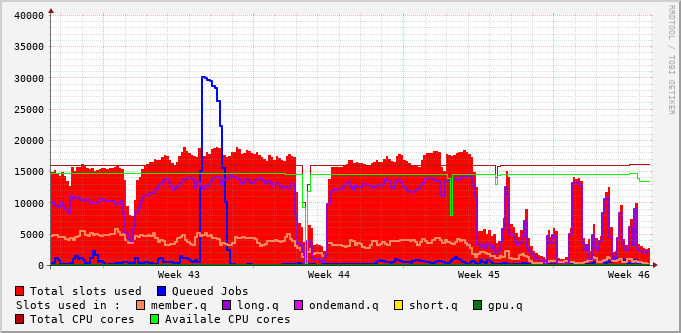 40000
35000
30000
25000
20000
15000
10000
5000
0
Week 43 Week 44 Week 45 Week 46
Total slots used Queued Jobs
Slots used in : member.q long.q ondemand.q short.q gpu.q
Total CPU cores Availale CPU cores
RRDTOOL / TOBI OETIKER